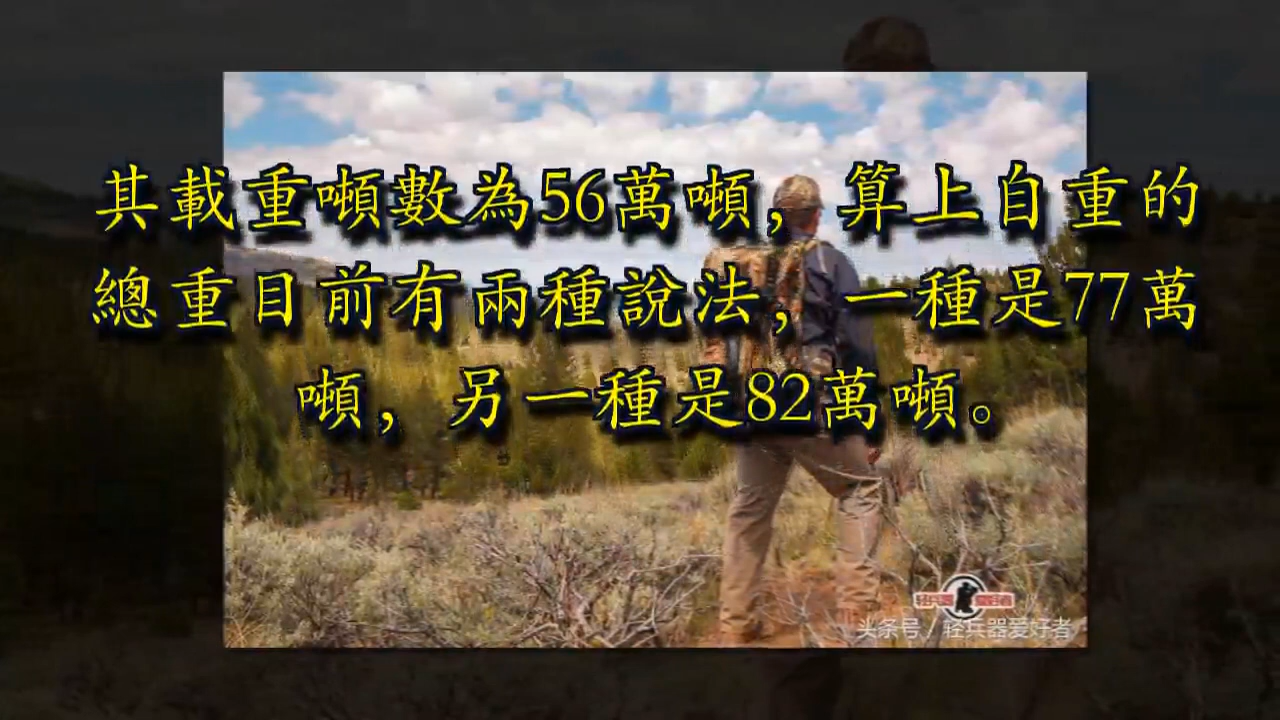 其載重噸數為56萬噸，算上自重的
總重目前有兩種說法，一種是77萬
噸，另一種是82萬噸。
头条号 / 轻兵器爱好者